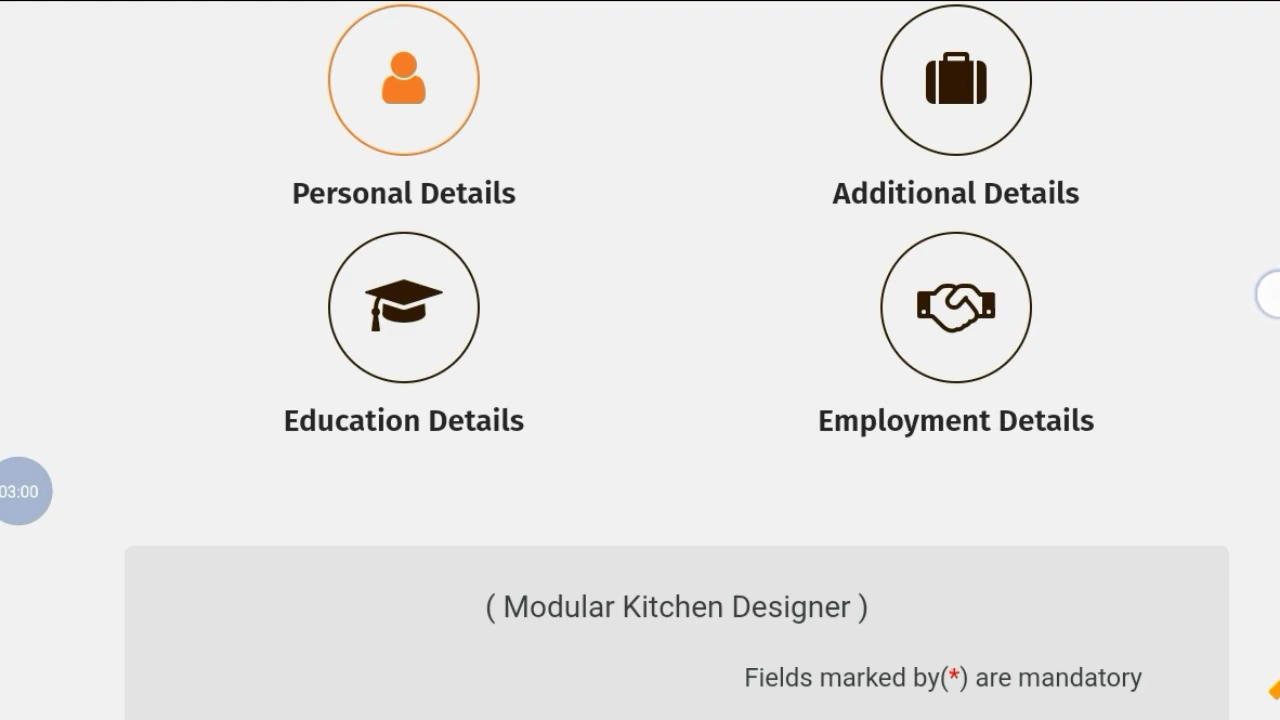 Personal Details
Additional Details
Education Details
Employment Details
03:00
( Modular Kitchen Designer )
Fields marked by(*) are mandatory